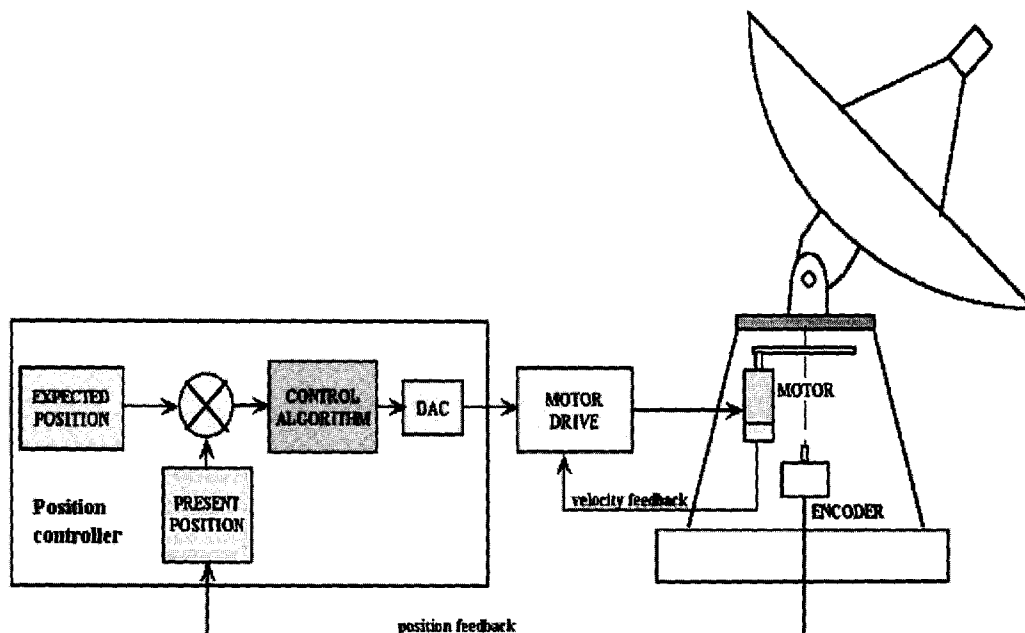 EXPECTED
POSITION
CONTROL
ALGORITHM
DAC
MOTOR
DRIVE
MOTOR
PRESENT
POSITION
Position
controller
velocity feedback
ENCODER
position feedback